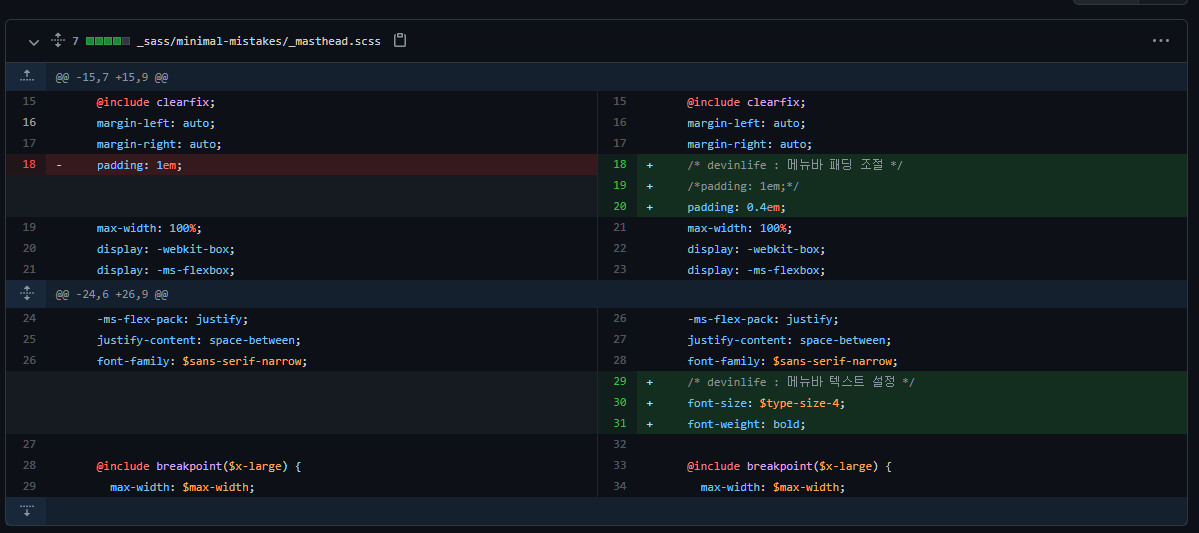 7 _sass/minimal-mistakes/_masthead.scss
@@ -15,7 +15,9 @@
15 @include clearfix;
16 margin-left: auto;
17 margin-right: auto;
18 - padding: 1em;
19 max-width: 100%;
20 display: -webkit-box;
21 display: -ms-flexbox;
15 @include clearfix;
16 margin-left: auto;
17 margin-right: auto;
18 + /* devinlife : 메뉴바 패딩 조절 */
19 + /*padding: 1em;*/
20 + padding: 0.4em;
21 max-width: 100%;
22 display: -webkit-box;
23 display: -ms-flexbox;
@@ -24,6 +26,9 @@
24 -ms-flex-pack: justify;
25 justify-content: space-between;
26 font-family: $sans-serif-narrow;
27
28 @include breakpoint($x-large) {
29 max-width: $max-width;
26 -ms-flex-pack: justify;
27 justify-content: space-between;
28 font-family: $sans-serif-narrow;
29 + /* devinlife : 메뉴바 텍스트 설정 */
30 + font-size: $type-size-4;
31 + font-weight: bold;
32
33 @include breakpoint($x-large) {
34 max-width: $max-width;